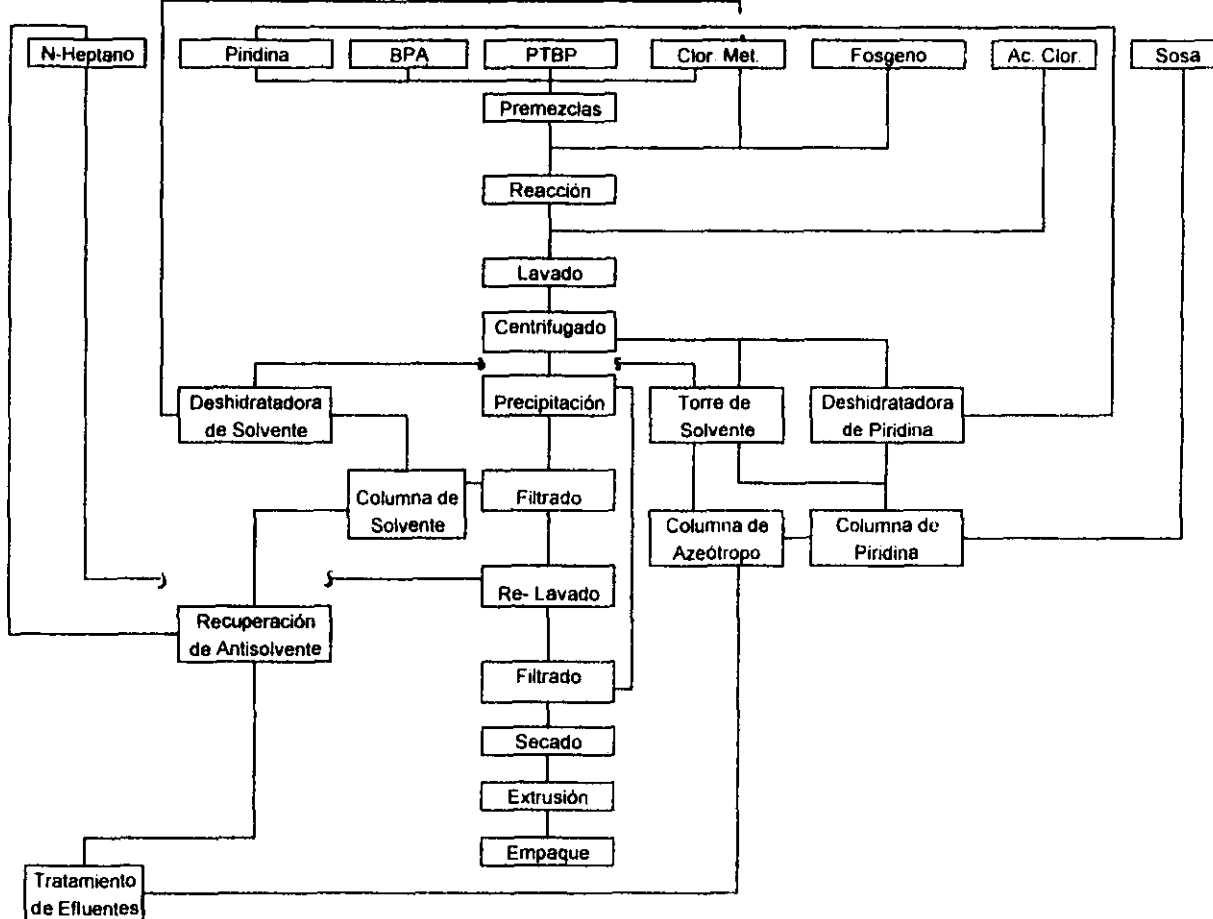 N-Heptano
Piridina
BPA
PTBP
Clor. Met.
Fosgeno
Ac. Clor.
Sosa
Premezclas
Reacción
Lavado
Centrifugado
Deshidratadora
de Solvente
Precipitación
Torre de
Solvente
Deshidratadora
de Piridina
Columna de
Solvente
Filtrado
Columna de
Azeótropo
Columna de
Piridina
Re- Lavado
Recuperación
de Antisolvente
Filtrado
Secado
Extrusión
Empaque
Tratamiento
de Efluentes